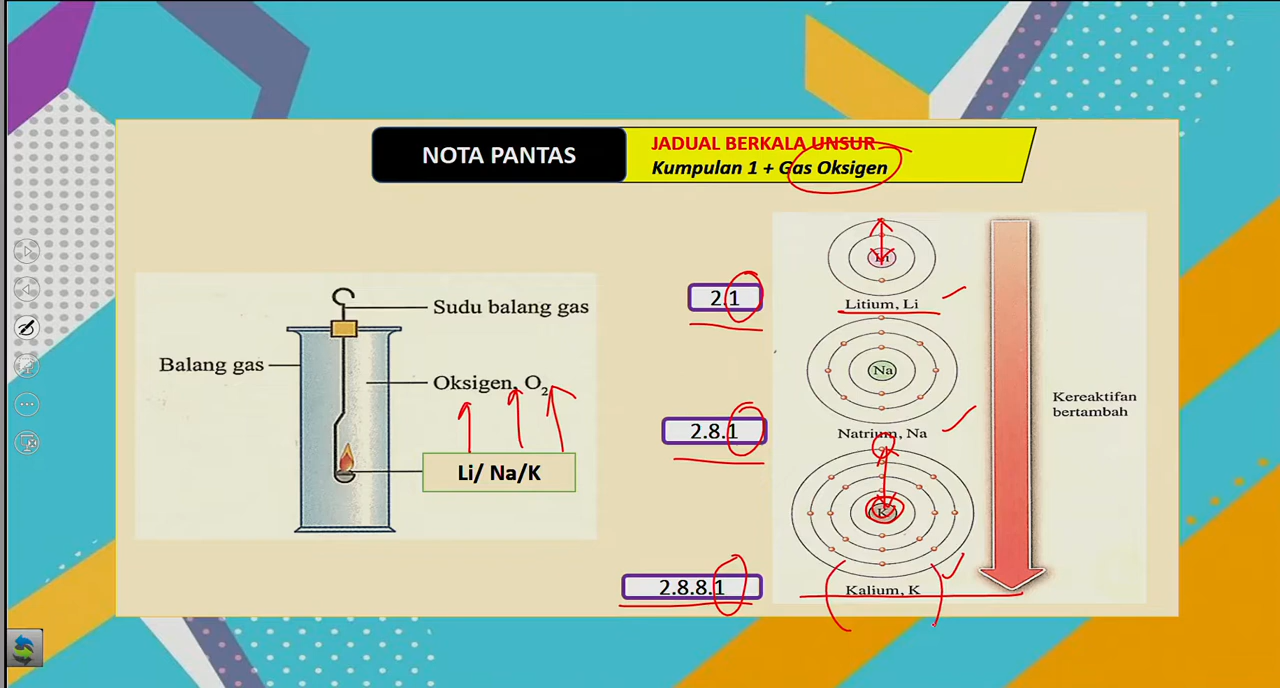 NOTA PANTAS
JADUAL BERKALA UNSUR
Kumpulan 1 + Gas Oksigen
Sudu balang gas
Balang gas
Oksigen, O₂
Li/ Na/K
2.1
2.8.1
2.8.8.1
Litium, Li
Na
Natrium, Na
K
Kalium, K
Kereaktifan
bertambah